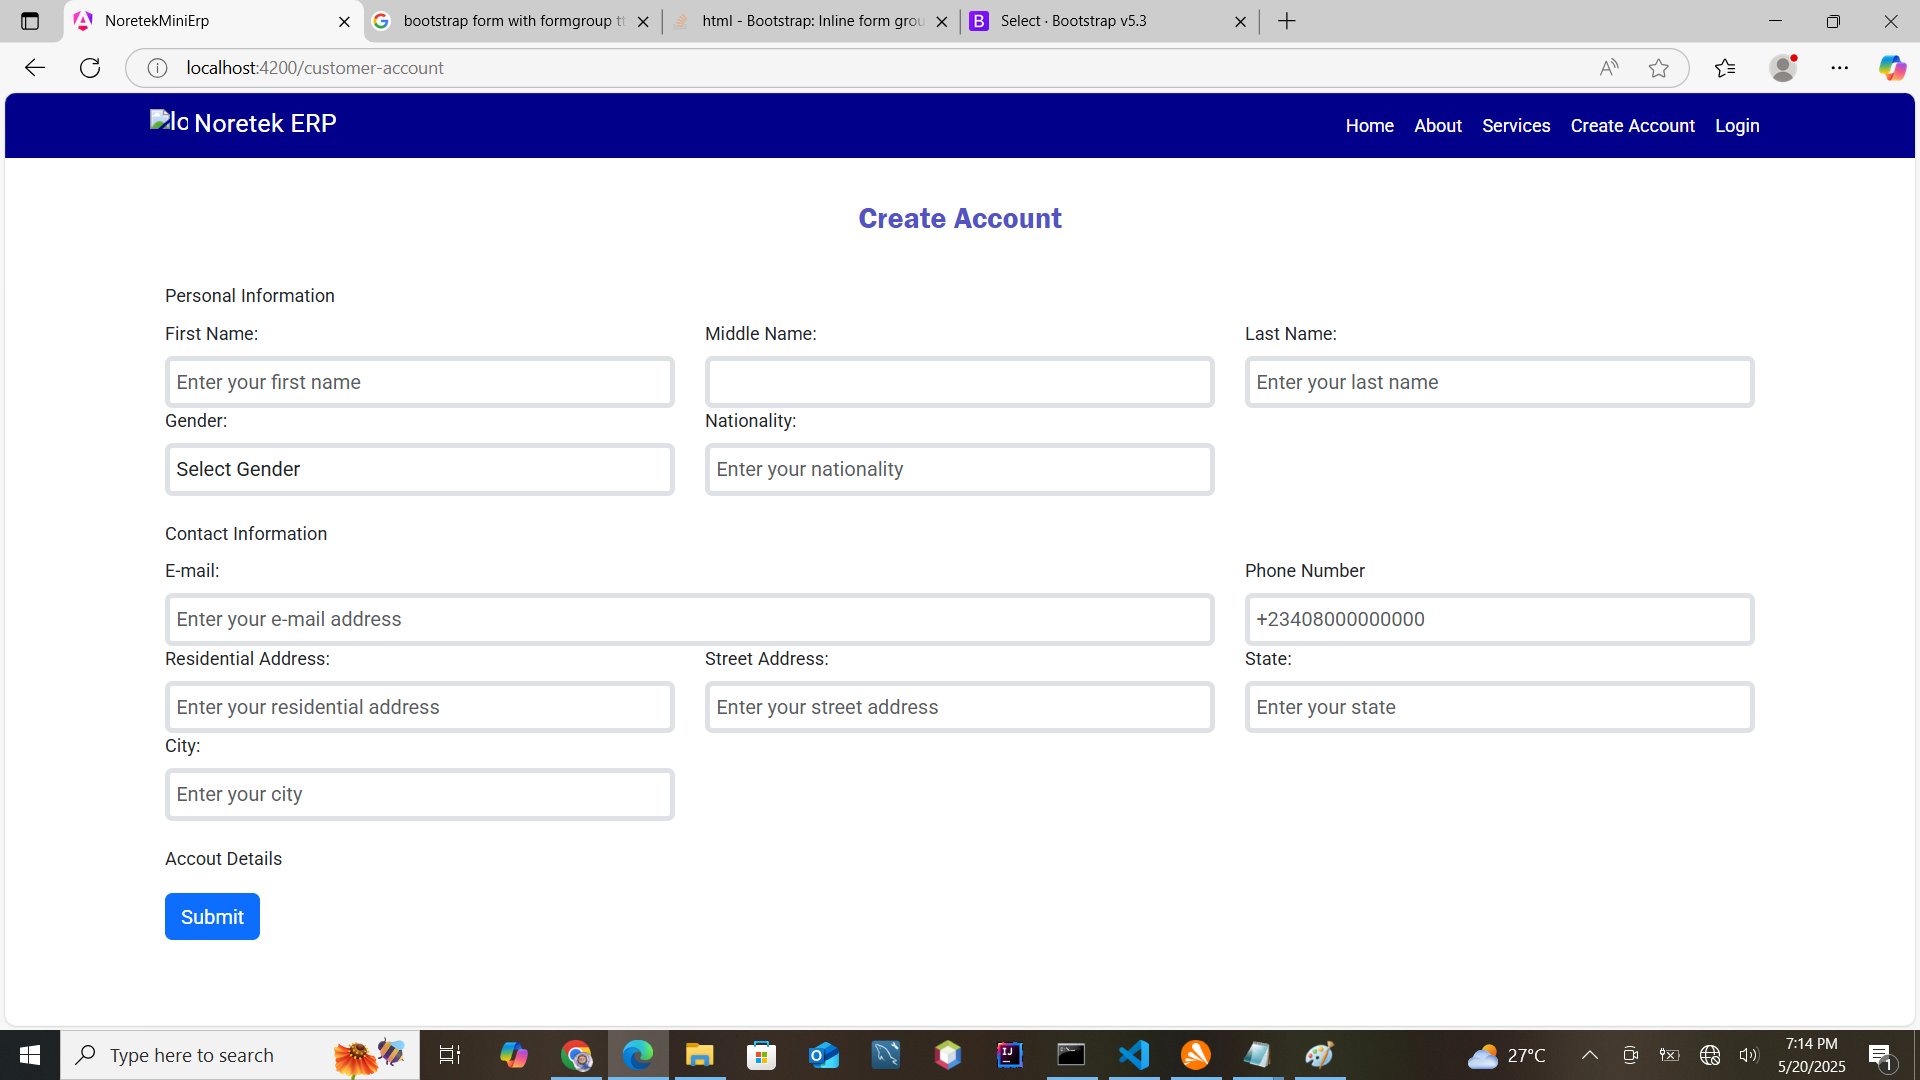 NoretekMiniErp
bootstrap form with formgroup tt
html - Bootstrap: Inline form grou
Select · Bootstrap v5.3
localhost:4200/customer-account
lo Noretek ERP
Home About Services Create Account Login
Create Account
Personal Information
First Name: Middle Name: Last Name:
Enter your first name Enter your last name
Gender: Nationality:
Select Gender Enter your nationality
Contact Information
E-mail: Phone Number
Enter your e-mail address +23408000000000
Residential Address: Street Address: State:
Enter your residential address Enter your street address Enter your state
City:
Enter your city
Accout Details
Submit
Type here to search
27°C
7:14 PM
5/20/2025
1